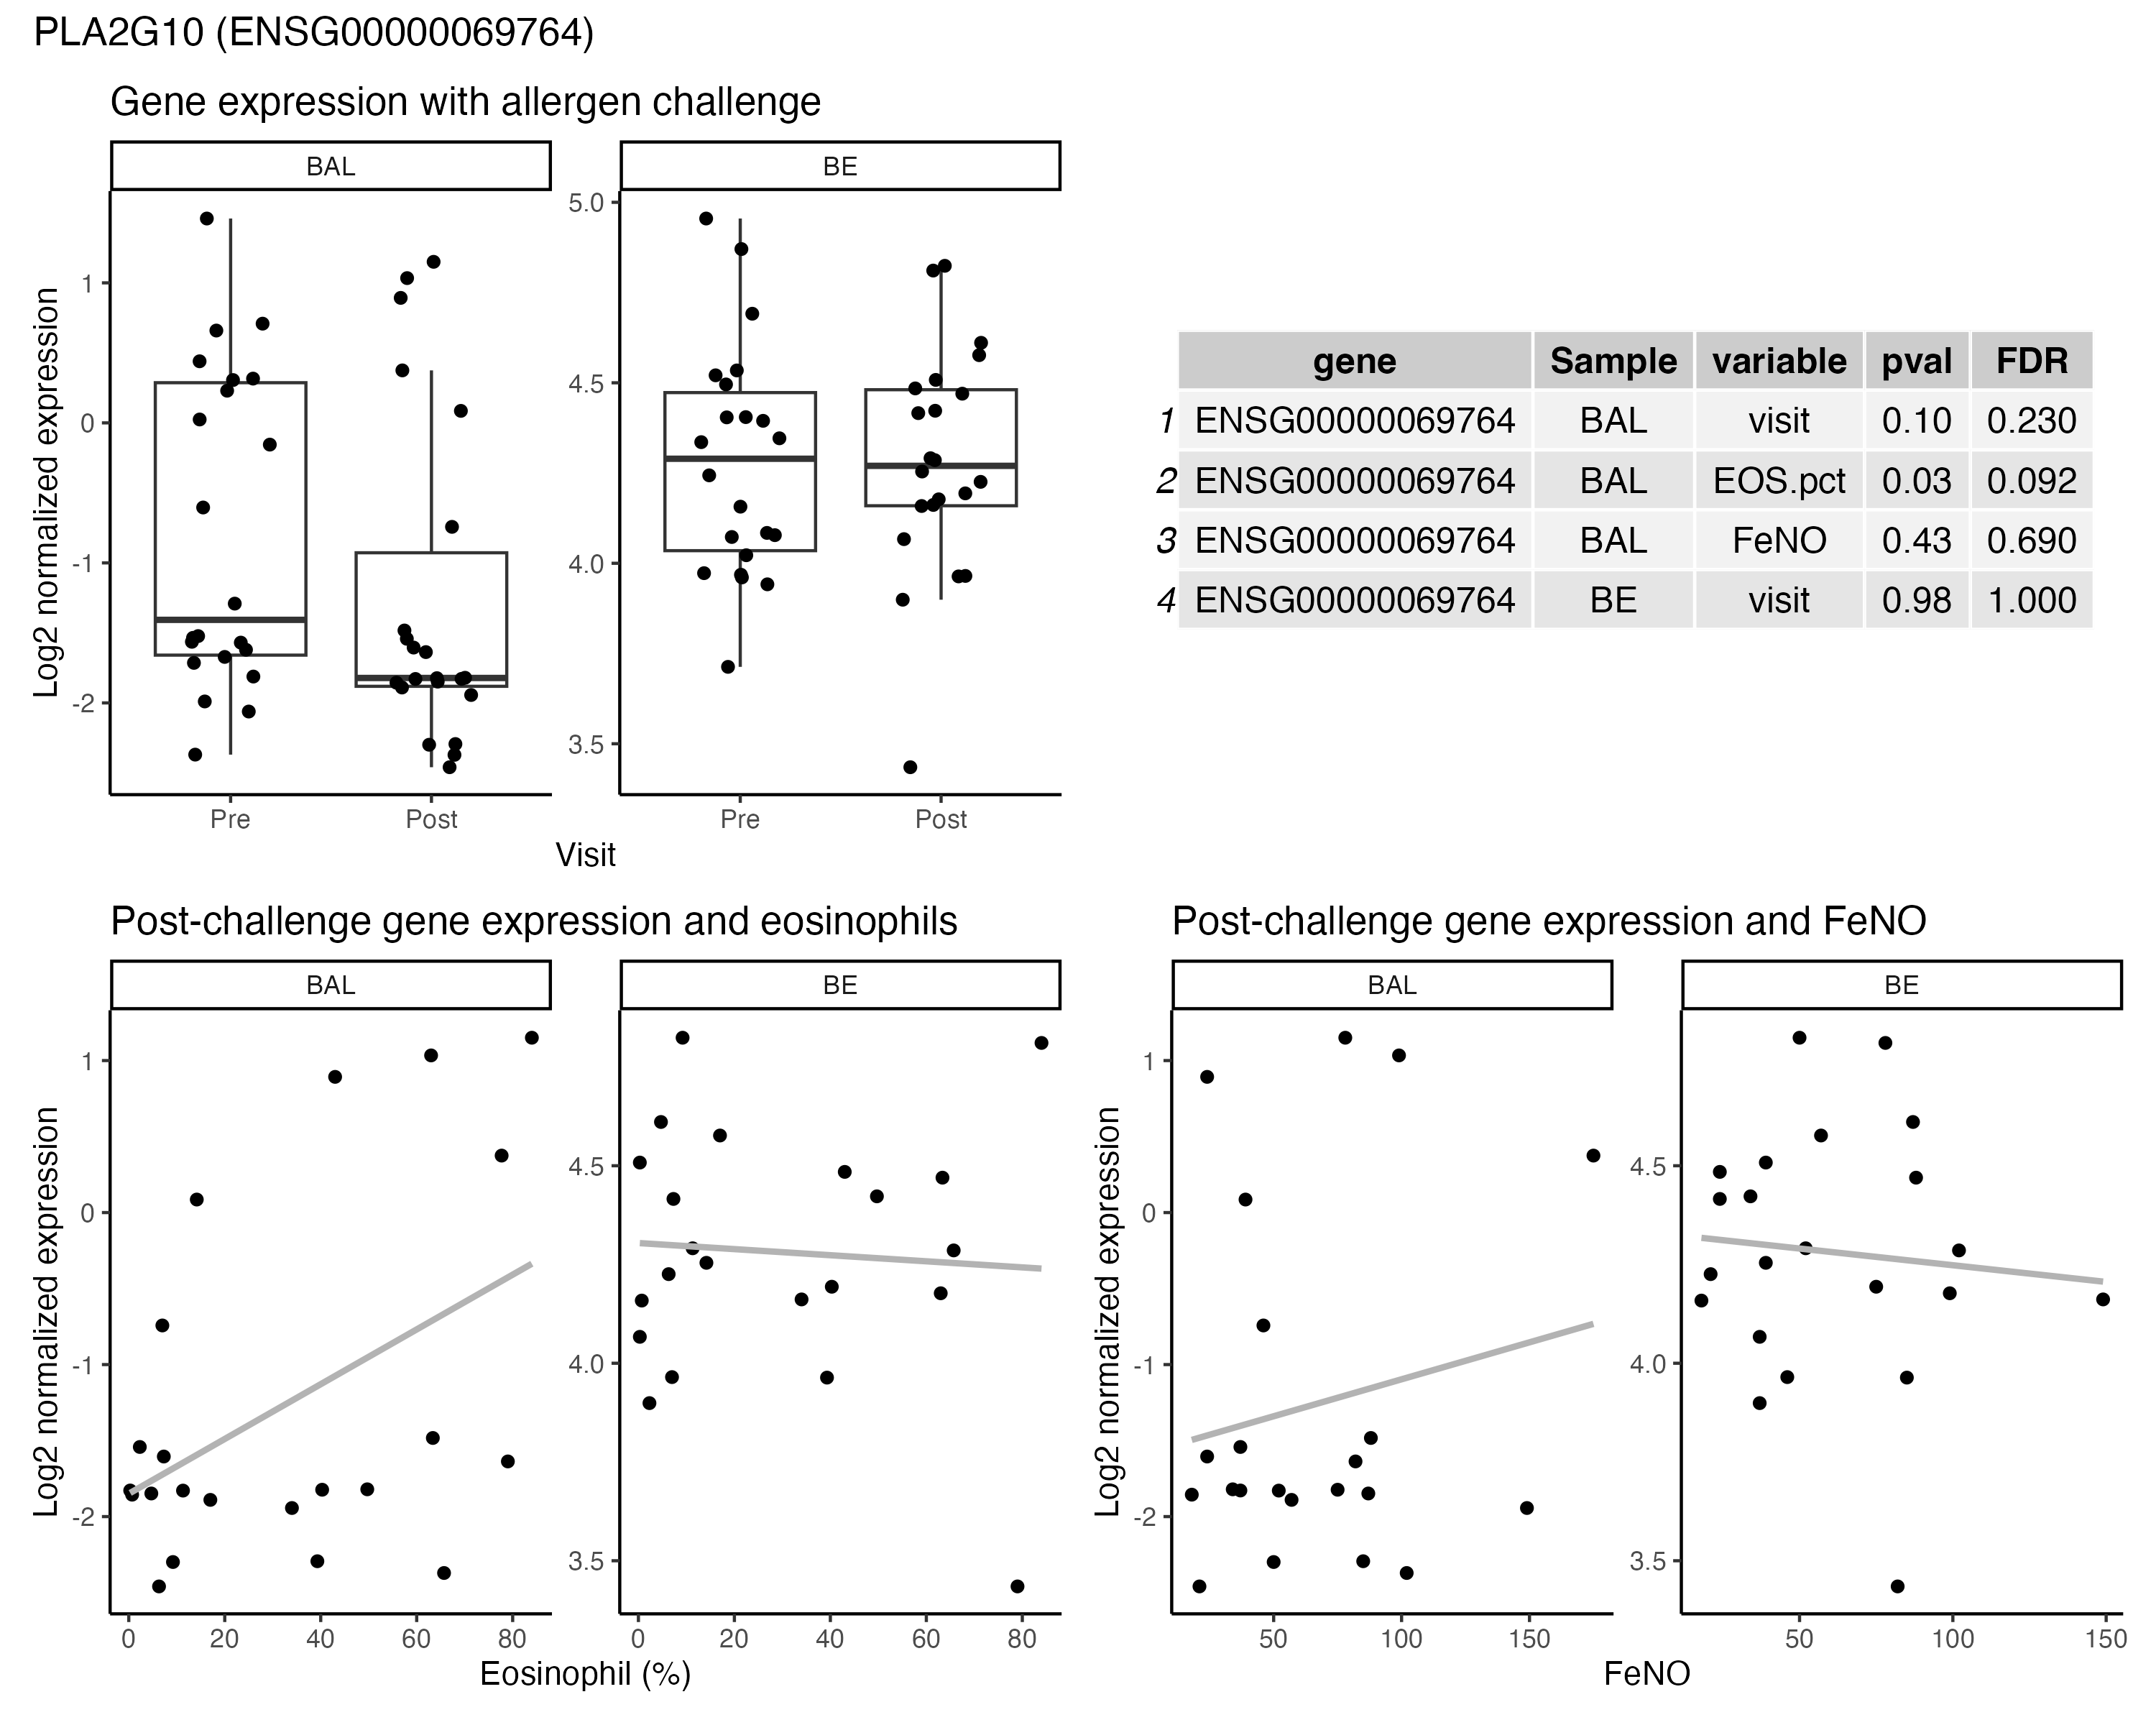 PLA2G10 (ENSG00000069764)
Gene expression with allergen challenge
BAL
BE
Log2 normalized expression
1
0
-1
-2
5.0
4.5
4.0
3.5
Pre
Post
Pre
Post
Visit
gene Sample variable pval FDR
1 ENSG00000069764 BAL visit 0.10 0.230
2 ENSG00000069764 BAL EOS.pct 0.03 0.092
3 ENSG00000069764 BAL FeNO 0.43 0.690
4 ENSG00000069764 BE visit 0.98 1.000
Post-challenge gene expression and eosinophils
BAL
BE
Log2 normalized expression
1
0
-1
-2
4.5
4.0
3.5
0 20 40 60 80
0 20 40 60 80
Eosinophil (%)
Post-challenge gene expression and FeNO
BAL
BE
Log2 normalized expression
1
0
-1
-2
4.5
4.0
3.5
50 100 150
50 100 150
FeNO